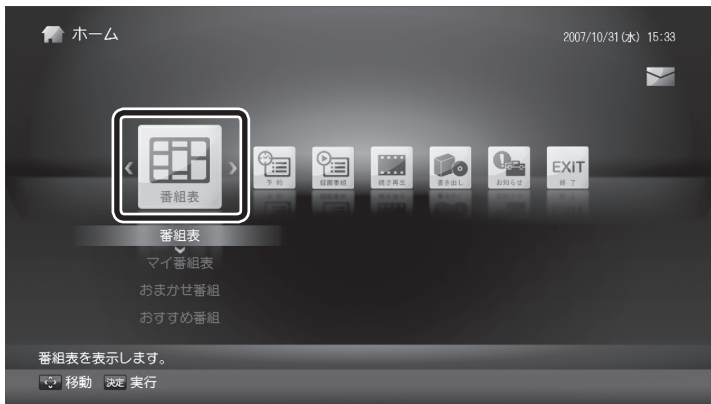 ホーム
2007/10/31(水) 15:33
番組表
予 約
録画番組
続き再生
書き出し
お知らせ
EXIT
終 了
番組表
マイ番組表
おまかせ番組
おすすめ番組
番組表を表示します。
移動 決定 実行